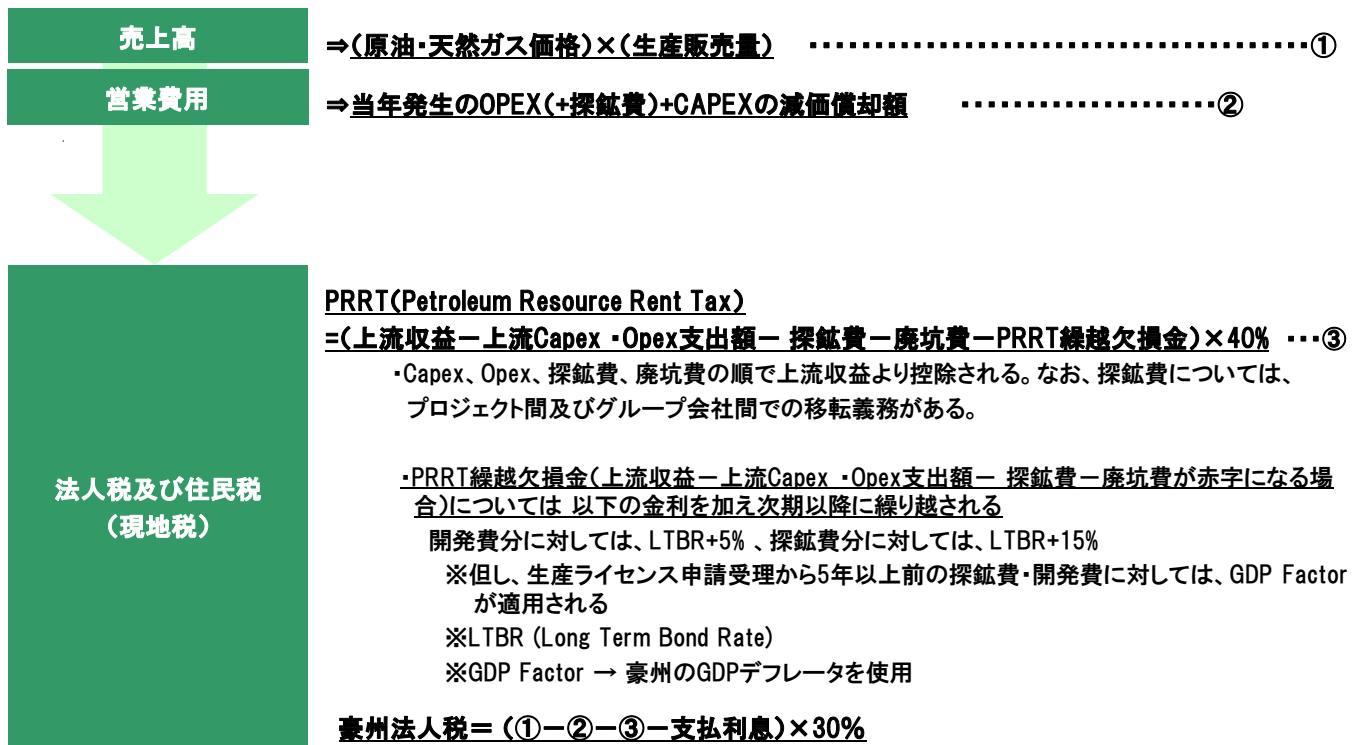 売上高
⇒(原油・天然ガス価格)×(生産販売量) ・・・・・・・・・・・・・・・・・・・・・・・・・・・・・・・・・・・・・・①
営業費用
⇒当年発生のOPEX(+探鉱費)+CAPEXの減価償却額 ・・・・・・・・・・・・・・・・・・・②
PRRT(Petroleum Resource Rent Tax)
=(上流収益－上流Capex ・Opex支出額－ 探鉱費－廃坑費－PRRT繰越欠損金)×40% ・・・③
・Capex、Opex、探鉱費、廃坑費の順で上流収益より控除される。なお、探鉱費については、
プロジェクト間及びグループ会社間での移転義務がある。
法人税及び住民税
（現地税）
・PRRT繰越欠損金(上流収益－上流Capex ・Opex支出額－ 探鉱費－廃坑費が赤字になる場
合)については 以下の金利を加え次期以降に繰り越される
開発費分に対しては、LTBR+5% 、探鉱費分に対しては、LTBR+15%
※但し、生産ライセンス申請受理から5年以上前の探鉱費・開発費に対しては、GDP Factor
が適用される
※LTBR (Long Term Bond Rate)
※GDP Factor → 豪州のGDPデフレータを使用
豪州法人税＝ (①－②－③－支払利息)×30%